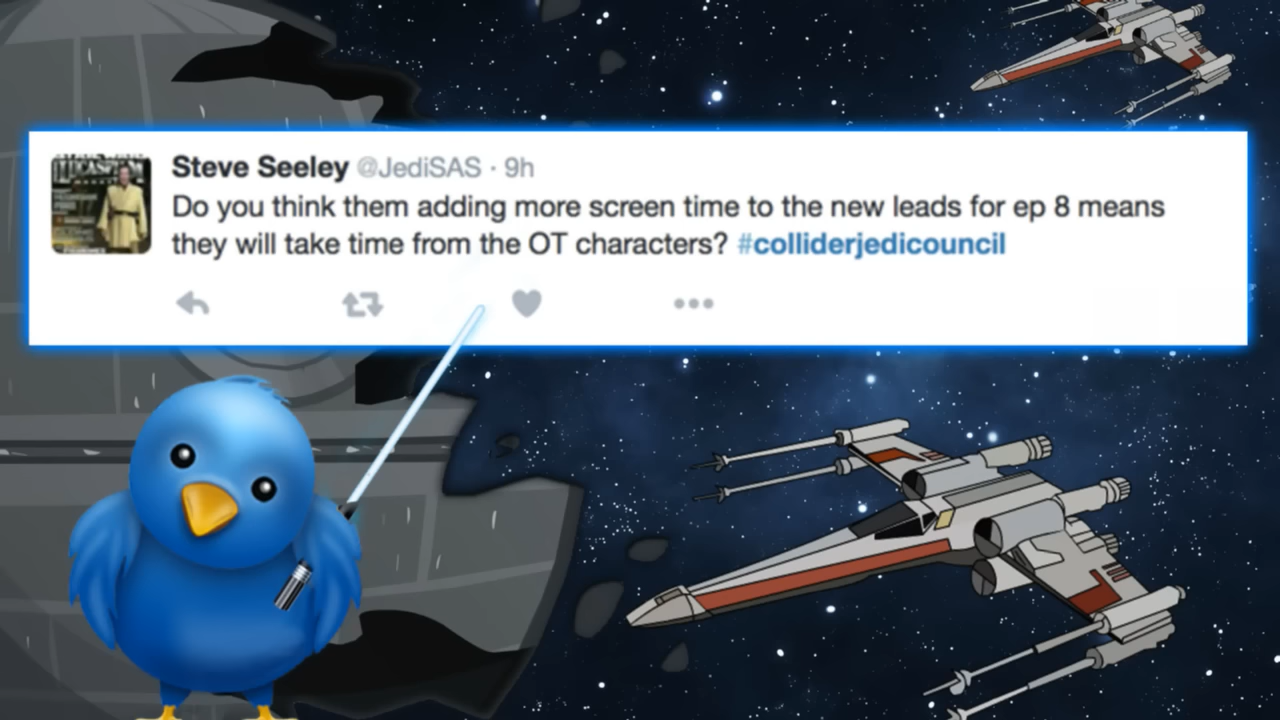 Steve Seeley @JediSAS · 9h
Do you think them adding more screen time to the new leads for ep 8 means
they will take time from the OT characters? #colliderjedicouncil